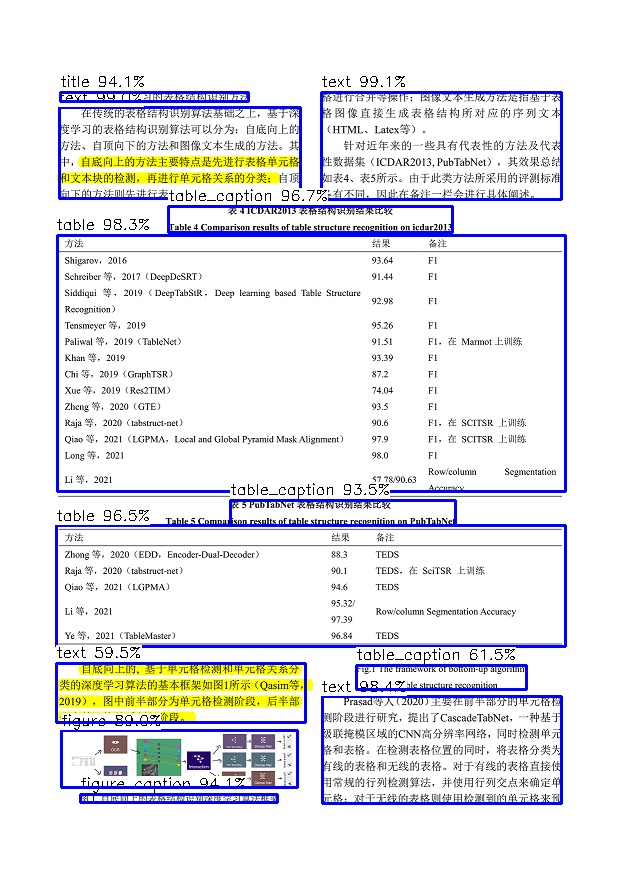 title 94.1%
text 99.0%
习的表格结构识别方法
在传统的表格结构识别算法基础之上，基于深
度学习的表格结构识别算法可以分为：自底向上的
方法、自顶向下的方法和图像文本生成的方法。其
中，自底向上的方法主要特点是先进行表格单元格
和文本块的检测，再进行单元格关系的分类；自顶
向下的方法则先进行表
text 99.1%
格进行合并等操作；图像文本生成方法是指基于表
格图像直接生成表格结构所对应的序列文本
（HTML、Latex等）。
针对近年来的一些具有代表性的方法及代表
性数据集（ICDAR2013, PubTabNet），其效果总结
如表4、表5所示。由于此类方法所采用的评测标准
有不同，因此在备注一栏会进行具体阐述。
table_caption 96.7%
表 4 ICDAR2013 表格结构识别结果比较
Table 4 Comparison results of table structure recognition on icdar2013
table 98.3%
方法 结果 备注
Shigarov，2016 93.64 F1
Schreiber 等，2017（DeepDeSRT） 91.44 F1
Siddiqui 等，2019（DeepTabStR，Deep learning based Table Structure
Recognition） 92.98 F1
Tensmeyer 等，2019 95.26 F1
Paliwal 等，2019（TableNet） 91.51 F1，在 Marmot 上训练
Khan 等，2019 93.39 F1
Chi 等，2019（GraphTSR） 87.2 F1
Xue 等，2019（Res2TIM） 74.04 F1
Zheng 等，2020（GTE） 93.5 F1
Raja 等，2020（tabstruct-net） 90.6 F1，在 SCITSR 上训练
Qiao 等，2021（LGPMA，Local and Global Pyramid Mask Alignment） 97.9 F1，在 SCITSR 上训练
Long 等，2021 98.0 F1
Li 等，2021 57.78/90.63 Row/column Segmentation
Accuracy
table_caption 93.5%
表 5 PubTabNet 表格结构识别结果比较
Table 5 Comparison results of table structure recognition on PubTabNet
table 96.5%
方法 结果 备注
Zhong 等，2020（EDD，Encoder-Dual-Decoder） 88.3 TEDS
Raja 等，2020（tabstruct-net） 90.1 TEDS，在 SciTSR 上训练
Qiao 等，2021（LGPMA） 94.6 TEDS
Li 等，2021 95.32/
97.39 Row/column Segmentation Accuracy
Ye 等，2021（TableMaster） 96.84 TEDS
text 59.5%
自底向上的，基于单元格检测和单元格关系分
类的深度学习算法的基本框架如图1所示（Qasim等，
2019），图中前半部分为单元格检测阶段，后半部
阶段。
figure 89.0%
OCR
Interaction
figure_caption 94.1%
图1 自底向上的表格结构识别深度学习算法框架
table_caption 61.5%
Fig.1 The framework of bottom-up algorithm
table structure recognition
text 98.4%
Prasad等人（2020）主要在前半部分的单元格检
测阶段进行研究，提出了CascadeTabNet，一种基于
级联掩模区域的CNN高分辨率网络，同时检测单元
格和表格。在检测表格位置的同时，将表格分类为
有线的表格和无线的表格。对于有线的表格直接使
用常规的行列检测算法，并使用行列交点来确定单
元格；对于无线的表格则使用检测到的单元格来预